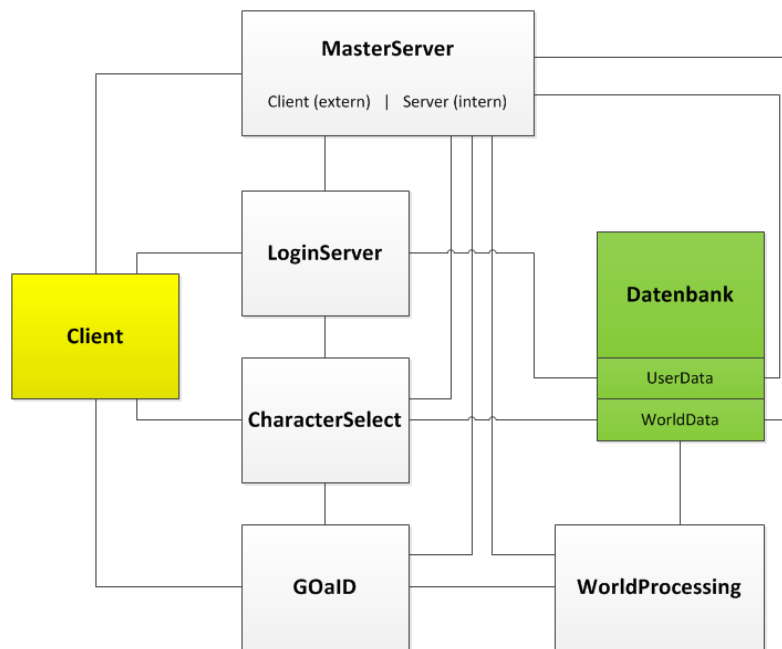 MasterServer
Client (extern) | Server (intern)
LoginServer
Datenbank
Client
UserData
CharacterSelect
WorldData
GOaID
WorldProcessing